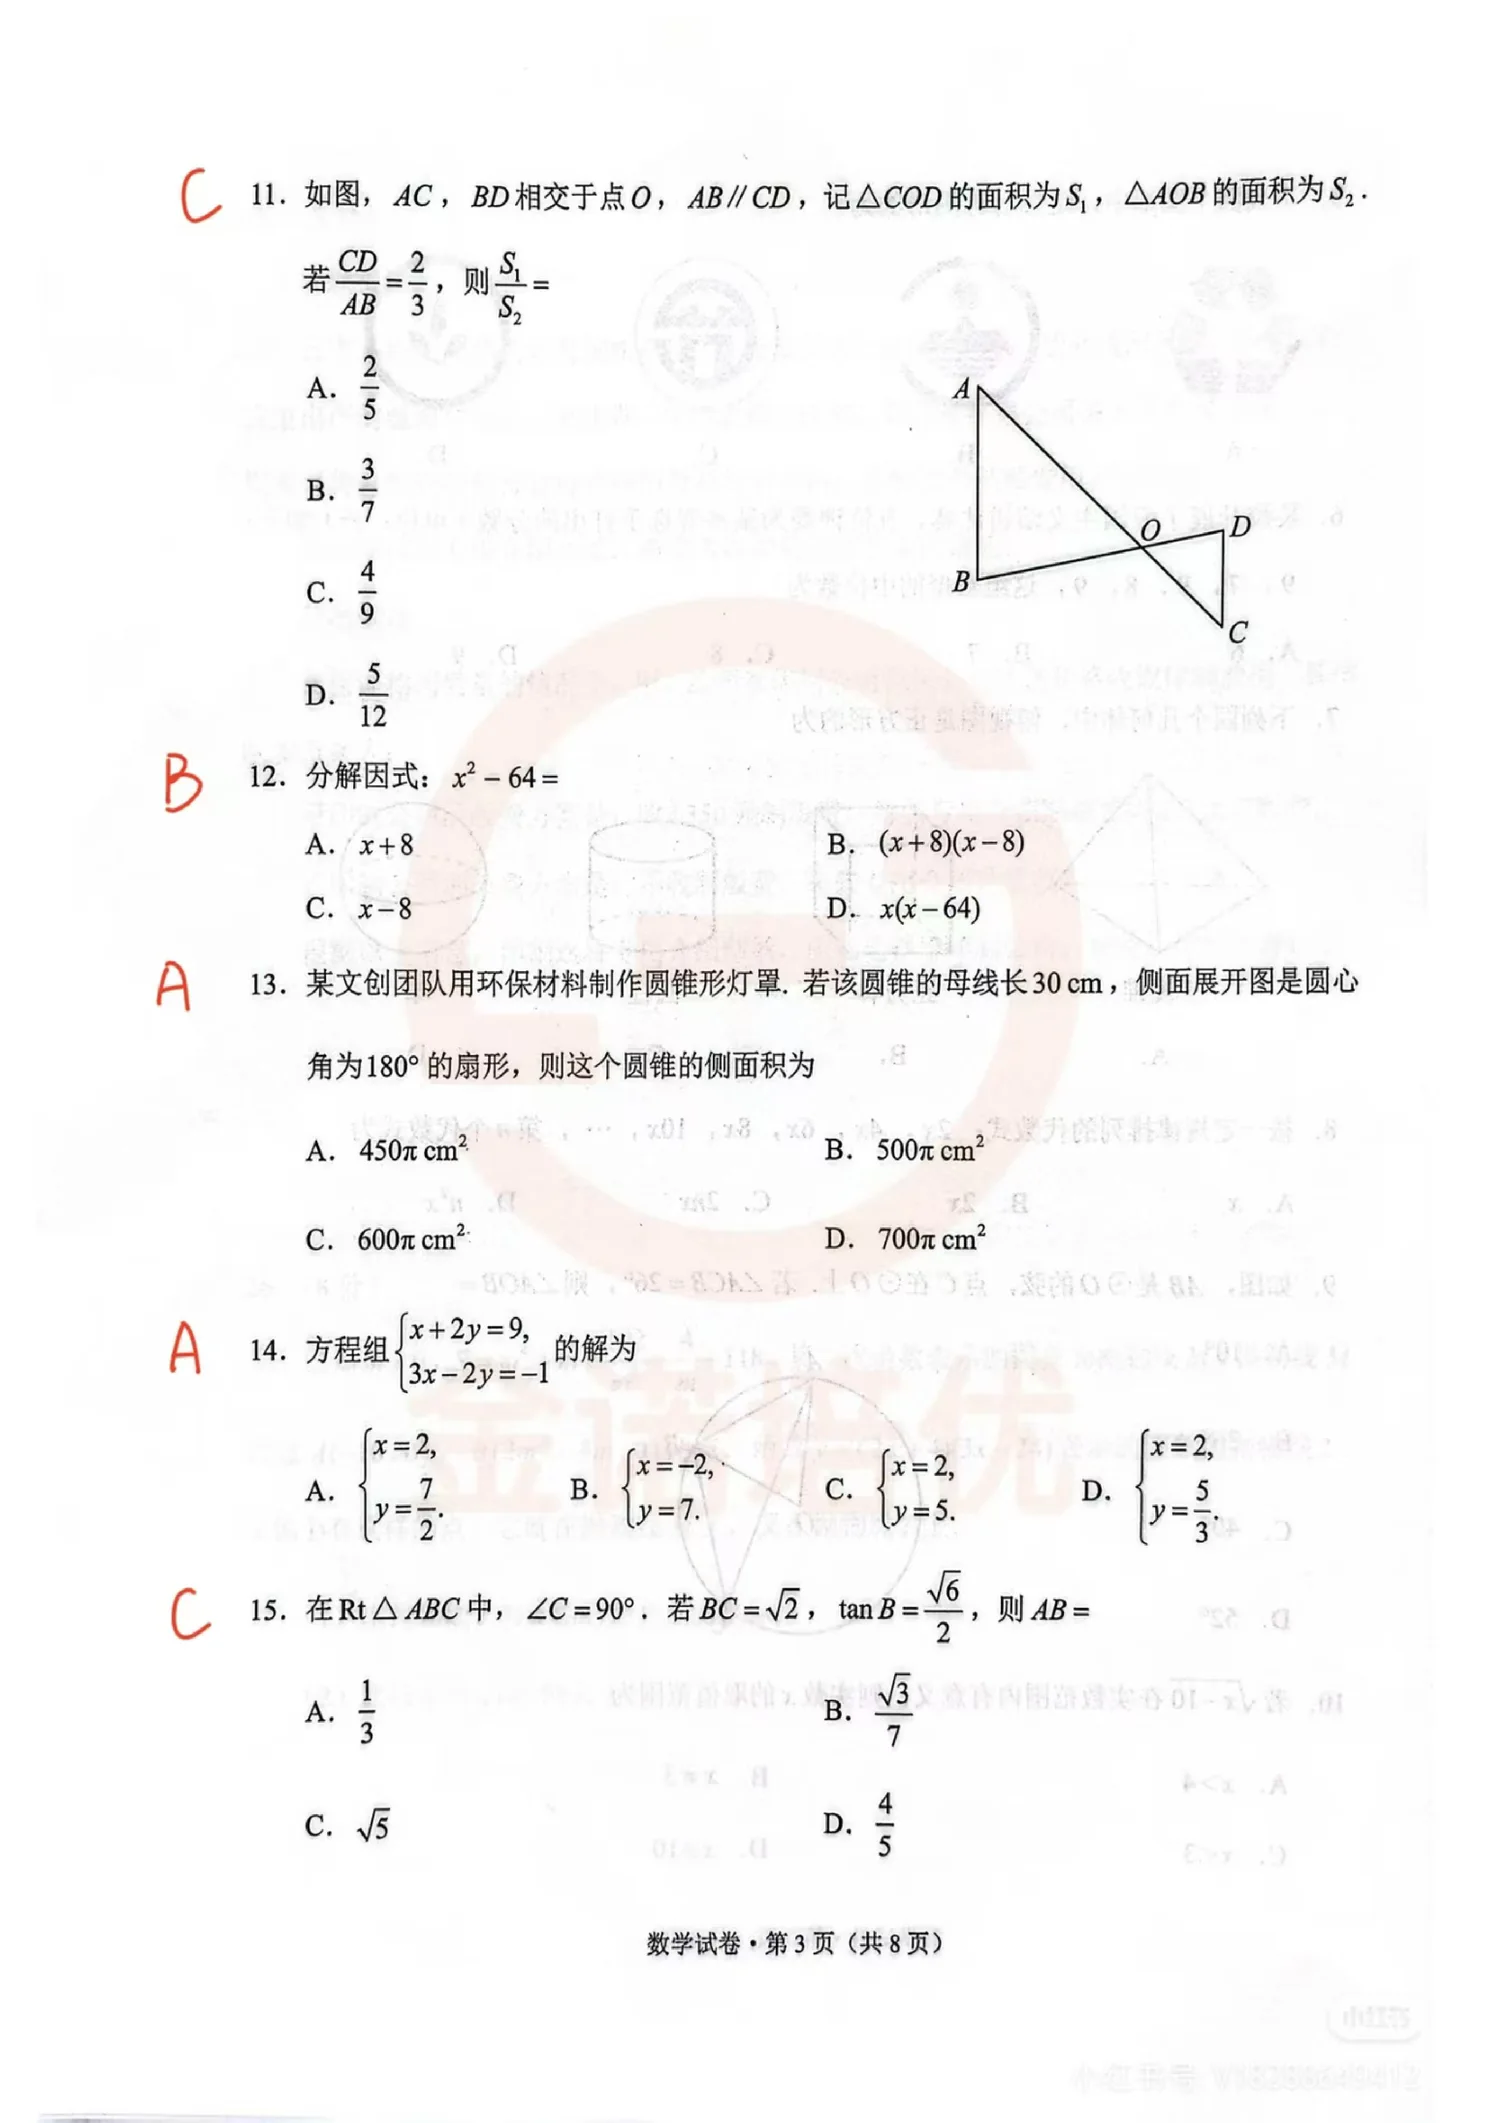 C 11. 如图，AC，BD相交于点O，AB∥CD，记△COD的面积为S₁，△AOB的面积为S₂.
若 CD/AB = 2/3，则 S₁/S₂ =
A. 2/5
B. 3/7
C. 4/9
D. 5/12
A
B
O
D
C
B 12. 分解因式：x² − 64 =
A. x+8 B. (x+8)(x−8)
C. x−8 D. x(x−64)
A 13. 某文创团队用环保材料制作圆锥形灯罩. 若该圆锥的母线长30 cm，侧面展开图是圆心
角为180°的扇形，则这个圆锥的侧面积为
A. 450π cm² B. 500π cm²
C. 600π cm² D. 700π cm²
A 14. 方程组 {x+2y=9, 3x−2y=−1 的解为
A. {x=2, y=7/2. B. {x=−2, y=7. C. {x=2, y=5. D. {x=2, y=5/3.
金诺培优
C 15. 在Rt△ABC中，∠C=90°. 若BC=√2，tan B=√6/2，则AB=
A. 1/3 B. √3/7
C. √5 D. 4/5
数学试卷·第3页（共8页）
小红书